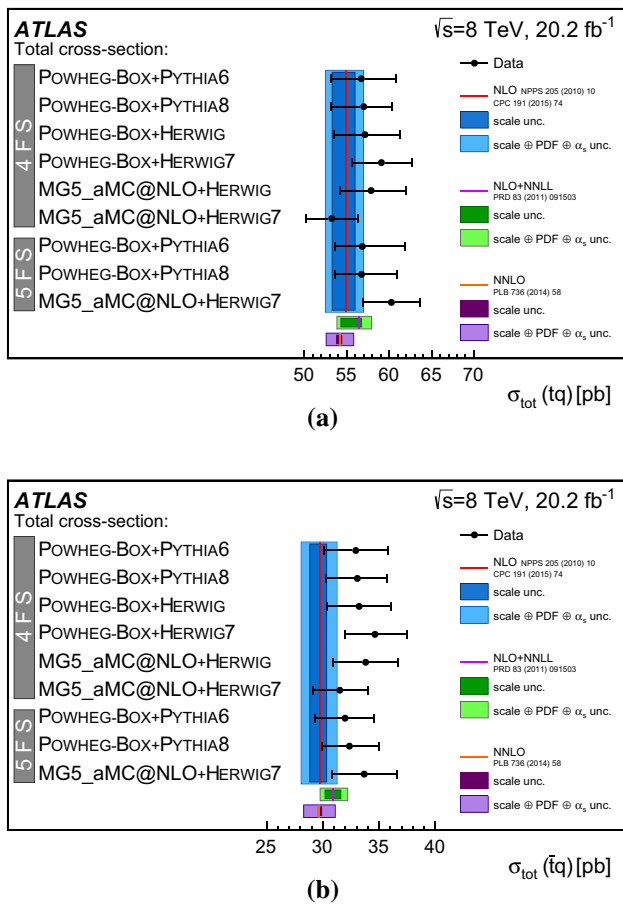 ATLAS √s=8 TeV, 20.2 fb⁻¹
Total cross-section:
4FS
POWHEG-BOX+PYTHIA6
POWHEG-BOX+PYTHIA8
POWHEG-BOX+HERWIG
POWHEG-BOX+HERWIG7
MG5_aMC@NLO+HERWIG
MG5_aMC@NLO+HERWIG7
5FS
POWHEG-BOX+PYTHIA6
POWHEG-BOX+PYTHIA8
MG5_aMC@NLO+HERWIG7
Data
NLO NPPS 205 (2010) 10
CPC 191 (2015) 74
scale unc.
scale ⊕ PDF ⊕ αs unc.
NLO+NNLL
PRD 83 (2011) 091503
scale unc.
scale ⊕ PDF ⊕ αs unc.
NNLO
PLB 736 (2014) 58
scale unc.
scale ⊕ PDF ⊕ αs unc.
50 55 60 65 70
σtot (tq) [pb]
(a)
ATLAS √s=8 TeV, 20.2 fb⁻¹
Total cross-section:
4FS
POWHEG-BOX+PYTHIA6
POWHEG-BOX+PYTHIA8
POWHEG-BOX+HERWIG
POWHEG-BOX+HERWIG7
MG5_aMC@NLO+HERWIG
MG5_aMC@NLO+HERWIG7
5FS
POWHEG-BOX+PYTHIA6
POWHEG-BOX+PYTHIA8
MG5_aMC@NLO+HERWIG7
Data
NLO NPPS 205 (2010) 10
CPC 191 (2015) 74
scale unc.
scale ⊕ PDF ⊕ αs unc.
NLO+NNLL
PRD 83 (2011) 091503
scale unc.
scale ⊕ PDF ⊕ αs unc.
NNLO
PLB 736 (2014) 58
scale unc.
scale ⊕ PDF ⊕ αs unc.
25 30 35 40
σtot (t̄q) [pb]
(b)